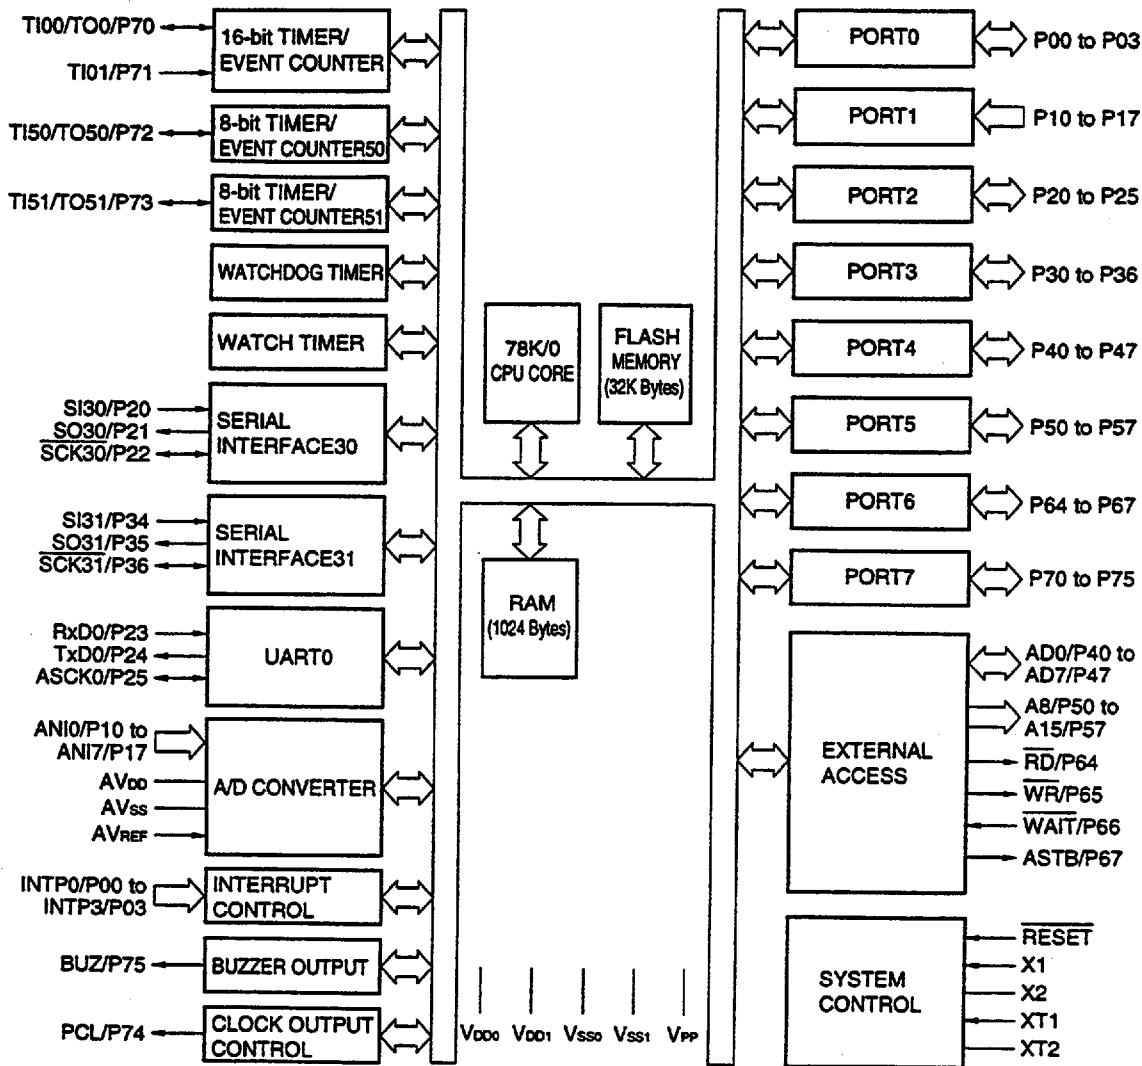 TI00/TO0/P70
TI01/P71
16-bit TIMER/
EVENT COUNTER
TI50/TO50/P72
8-bit TIMER/
EVENT COUNTER50
TI51/TO51/P73
8-bit TIMER/
EVENT COUNTER51
WATCHDOG TIMER
WATCH TIMER
SI30/P20
SO30/P21
SCK30/P22
SERIAL
INTERFACE30
SI31/P34
SO31/P35
SCK31/P36
SERIAL
INTERFACE31
RxD0/P23
TxD0/P24
ASCK0/P25
UART0
ANI0/P10 to
ANI7/P17
AVDD
AVSS
AVREF
A/D CONVERTER
INTP0/P00 to
INTP3/P03
INTERRUPT
CONTROL
BUZ/P75
BUZZER OUTPUT
PCL/P74
CLOCK OUTPUT
CONTROL
78K/0
CPU CORE
FLASH
MEMORY
(32K Bytes)
RAM
(1024 Bytes)
VDD0 VDD1 VSS0 VSS1 VPP
PORT0
P00 to P03
PORT1
P10 to P17
PORT2
P20 to P25
PORT3
P30 to P36
PORT4
P40 to P47
PORT5
P50 to P57
PORT6
P64 to P67
PORT7
P70 to P75
EXTERNAL
ACCESS
AD0/P40 to
AD7/P47
A8/P50 to
A15/P57
RD/P64
WR/P65
WAIT/P66
ASTB/P67
SYSTEM
CONTROL
RESET
X1
X2
XT1
XT2